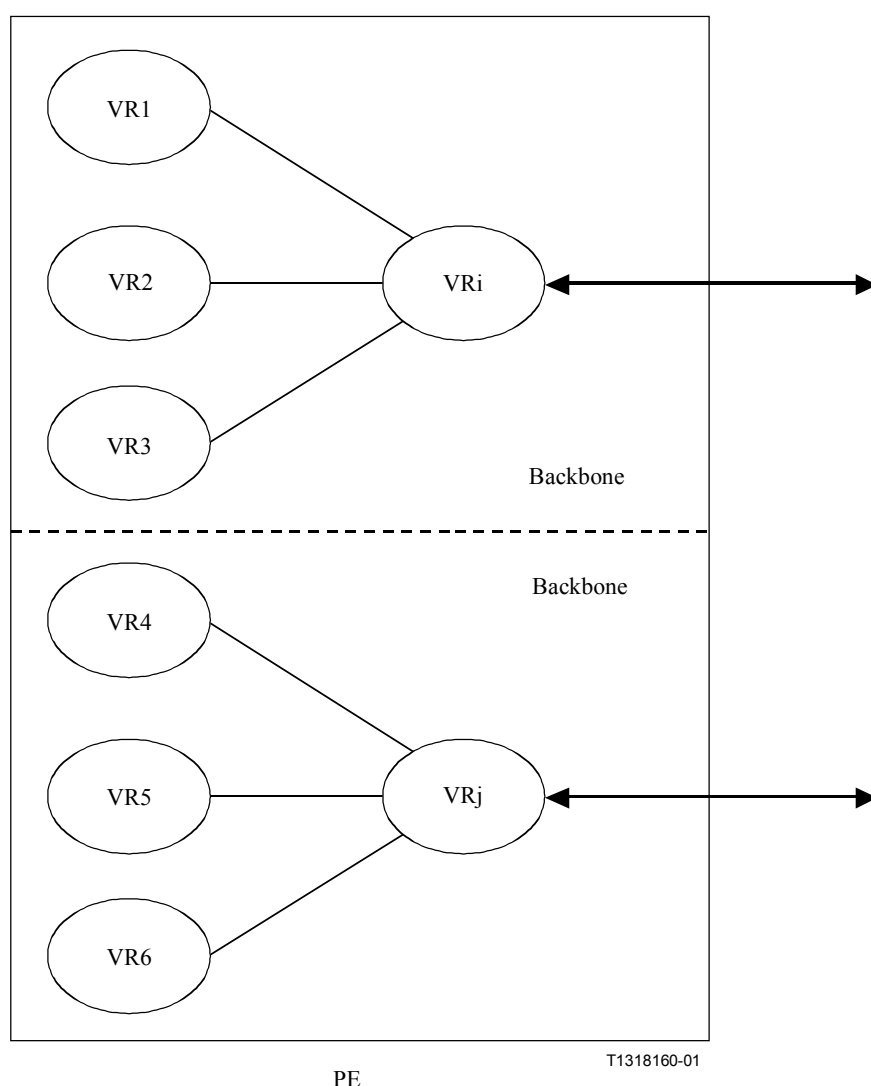 VR1
VR2
VRi
VR3
Backbone
Backbone
VR4
VR5
VRj
VR6
T1318160-01
PE